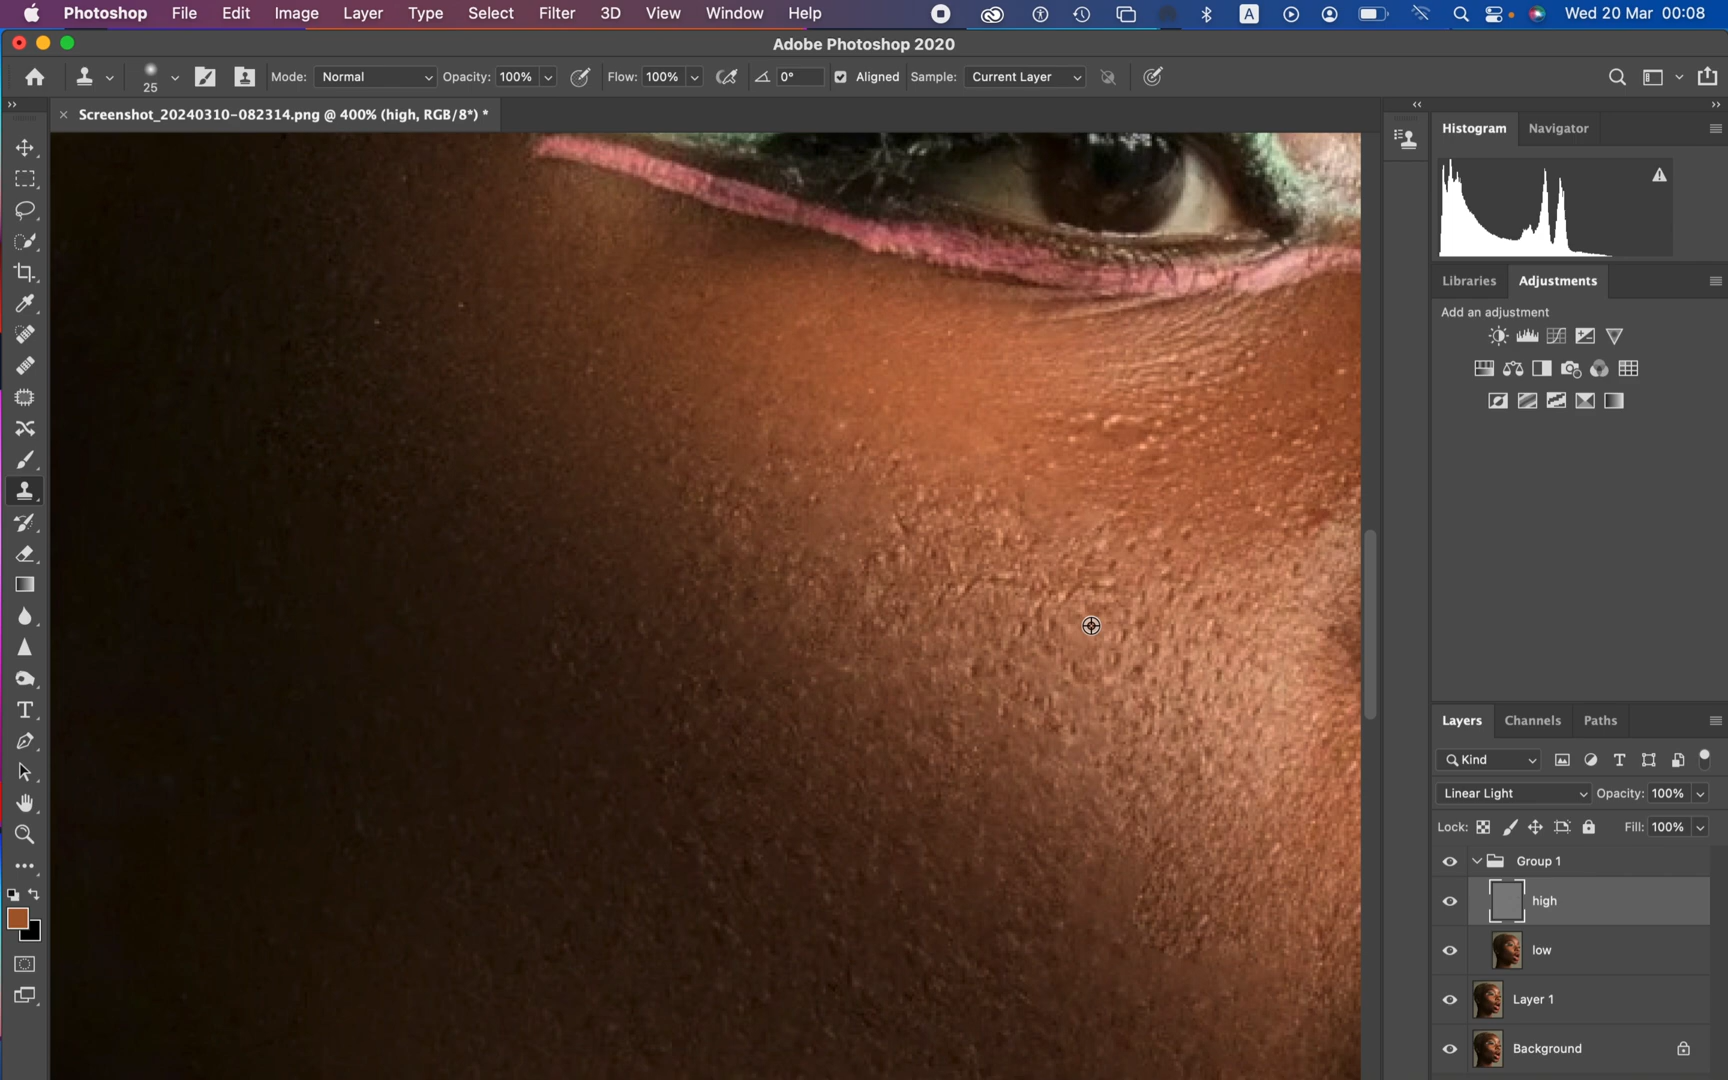 Photoshop File Edit Image Layer Type Select Filter 3D View Window Help A Wed 20 Mar 00:08
Adobe Photoshop 2020
25 Mode: Normal Opacity: 100% Flow: 100% 0° Aligned Sample: Current Layer
Screenshot_20240310-082314.png @ 400% (high, RGB/8*) *
Histogram Navigator
Libraries Adjustments
Add an adjustment
Layers Channels Paths
Kind
Linear Light Opacity: 100%
Lock: Fill: 100%
Group 1
high
low
Layer 1
Background